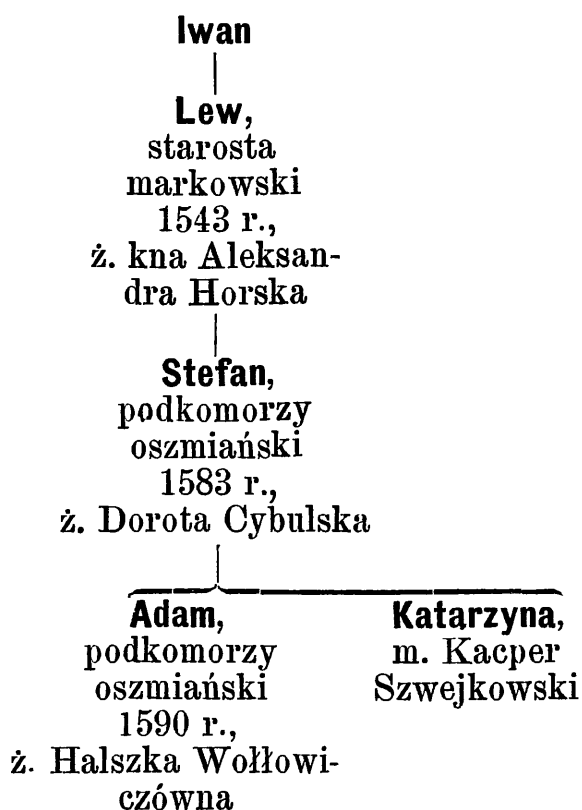 Iwan
Lew,
starosta
markowski
1543 r.,
ż. kna Aleksan-
dra Horska
Stefan,
podkomorzy
oszmiański
1583 r.,
ż. Dorota Cybulska
Adam,
podkomorzy
oszmiański
1590 r.,
ż. Halszka Wołłowi-
czówna
Katarzyna,
m. Kacper
Szwejkowski